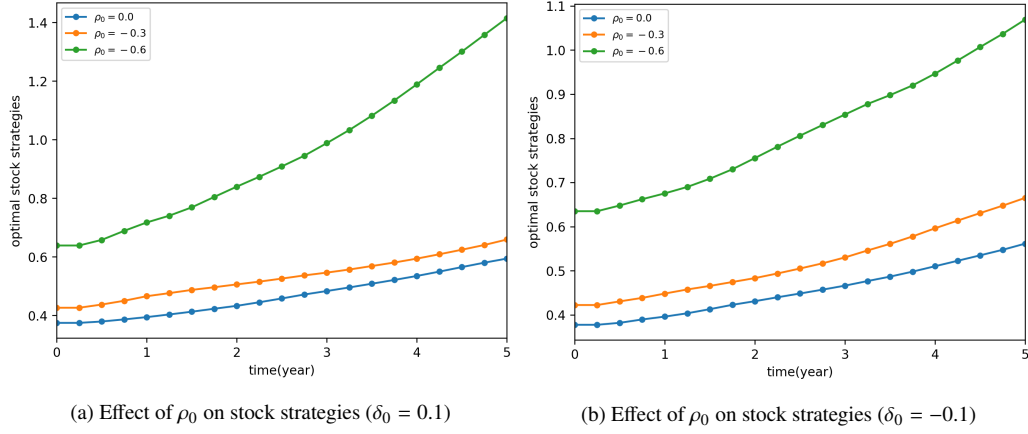 optimal stock strategies
1.4
1.2
1.0
0.8
0.6
0.4
ρ0 = 0.0
ρ0 = −0.3
ρ0 = −0.6
0 1 2 3 4 5
time(year)
(a) Effect of ρ0 on stock strategies (δ0 = 0.1)
optimal stock strategies
1.1
1.0
0.9
0.8
0.7
0.6
0.5
0.4
ρ0 = 0.0
ρ0 = −0.3
ρ0 = −0.6
0 1 2 3 4 5
time(year)
(b) Effect of ρ0 on stock strategies (δ0 = −0.1)